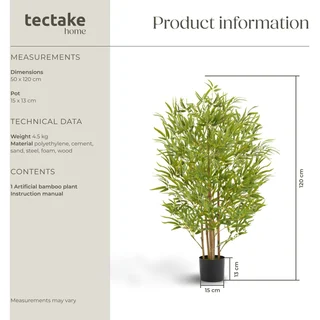 tectake
home
Product information
MEASUREMENTS
Dimensions
50 x 120 cm
Pot
15 x 13 cm
TECHNICAL DATA
Weight 4.5 kg
Material polyethylene, cement,
sand, steel, foam, wood
CONTENTS
1 Artificial bamboo plant
Instruction manual
Measurements may vary
120 cm
13 cm
15 cm